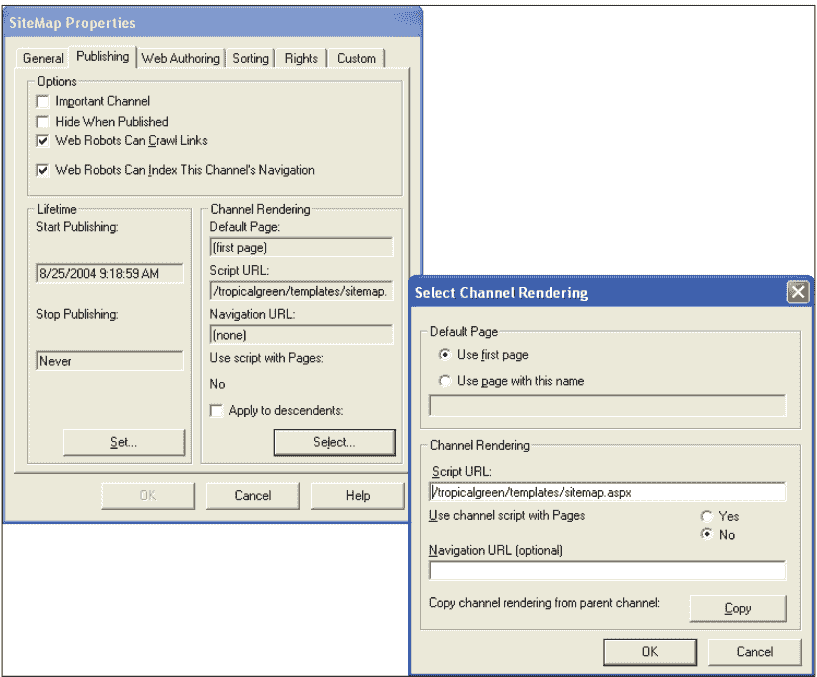 SiteMap Properties
General Publishing Web Authoring Sorting Rights Custom
Options
Important Channel
Hide When Published
Web Robots Can Crawl Links
Web Robots Can Index This Channel's Navigation
Lifetime
Start Publishing:
8/25/2004 9:18:59 AM
Stop Publishing:
Never
Set...
Channel Rendering
Default Page:
(first page)
Script URL:
/tropicalgreen/templates/sitemap.
Navigation URL:
(none)
Use script with Pages:
No
Apply to descendents:
Select...
OK Cancel Help
Select Channel Rendering
Default Page
Use first page
Use page with this name
Channel Rendering
Script URL:
/tropicalgreen/templates/sitemap.aspx
Use channel script with Pages
Yes
No
Navigation URL (optional)
Copy channel rendering from parent channel:
Copy
OK Cancel